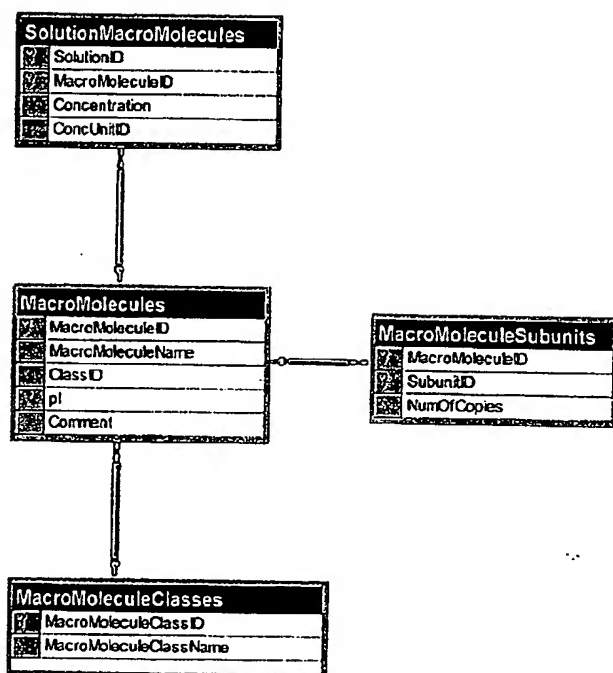 SolutionMacroMolecules
SolutionID
MacroMoleculeID
Concentration
ConcUnitID
MacroMolecules
MacroMoleculeID
MacroMoleculeName
ClassID
pI
Comment
MacroMoleculeSubunits
MacroMoleculeID
SubunitID
NumOfCopies
MacroMoleculeClasses
MacroMoleculeClassID
MacroMoleculeClassName